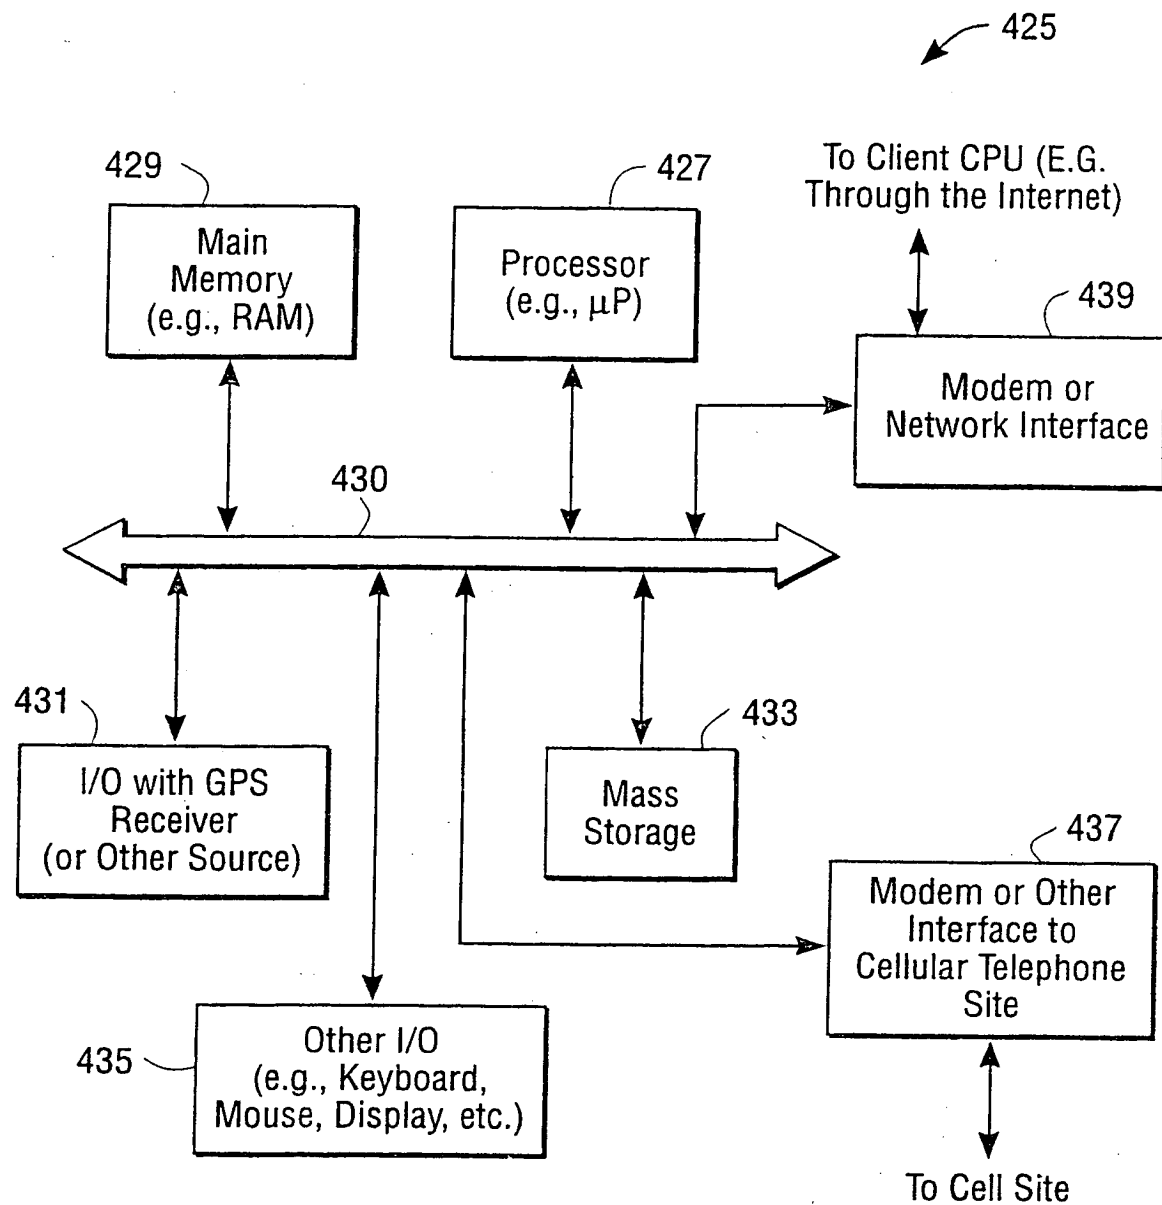 425
To Client CPU (E.G.
Through the Internet)
429
Main
Memory
(e.g., RAM)
427
Processor
(e.g., μP)
439
Modem or
Network Interface
430
431
I/O with GPS
Receiver
(or Other Source)
433
Mass
Storage
437
Modem or Other
Interface to
Cellular Telephone
Site
435
Other I/O
(e.g., Keyboard,
Mouse, Display, etc.)
To Cell Site